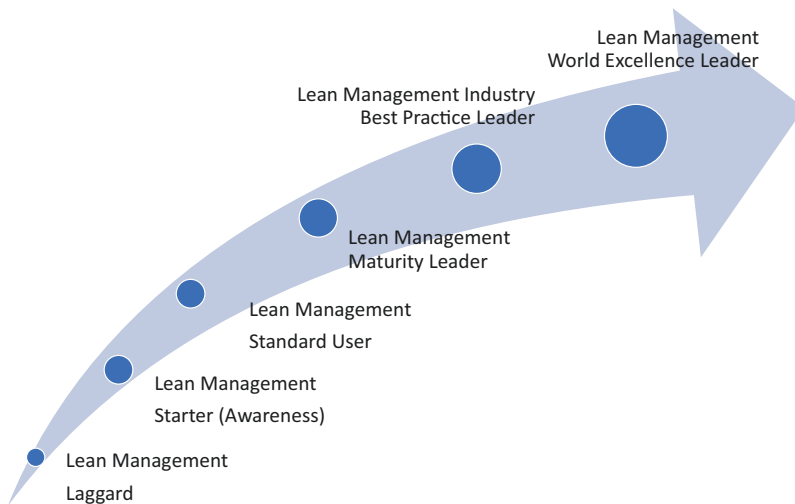 Lean Management
World Excellence Leader
Lean Management Industry
Best Practice Leader
Lean Management
Maturity Leader
Lean Management
Standard User
Lean Management
Starter (Awareness)
Lean Management
Laggard